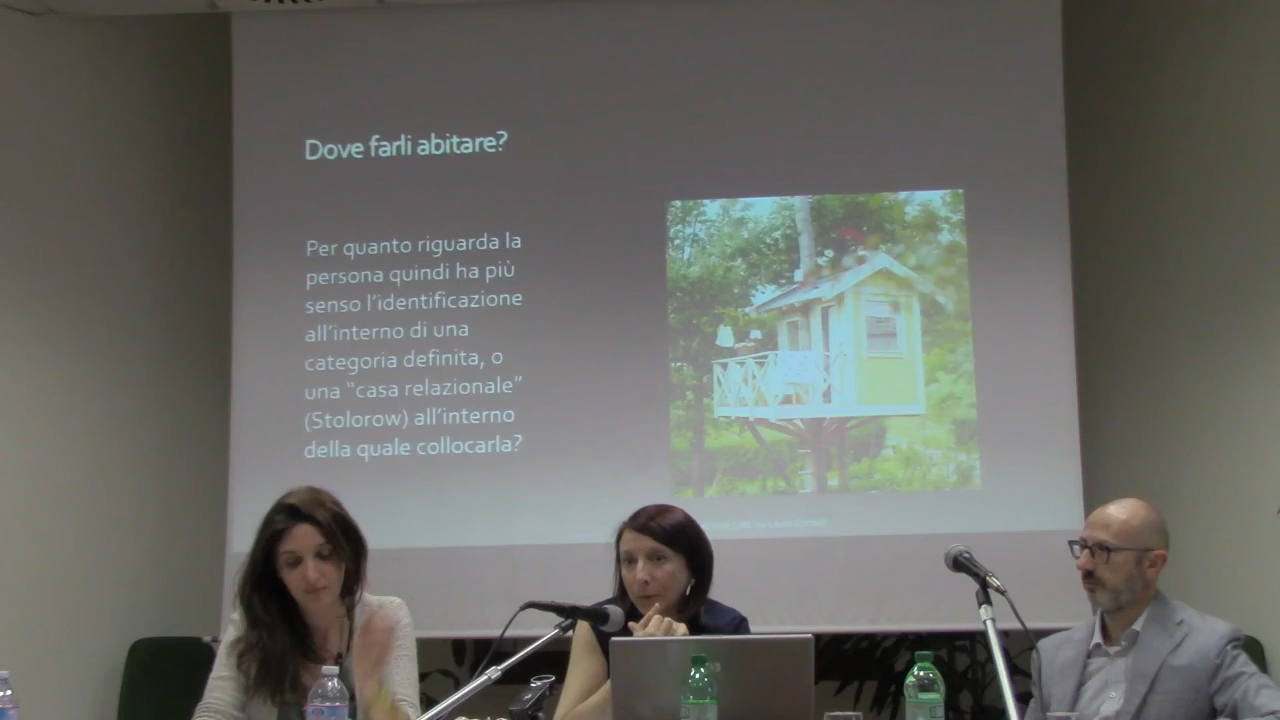 Dove farli abitare?
Per quanto riguarda la
persona quindi ha più
senso l'identificazione
all'interno di una
categoria definita, o
una “casa relazionale”
(Stolorow) all'interno
della quale collocarla?